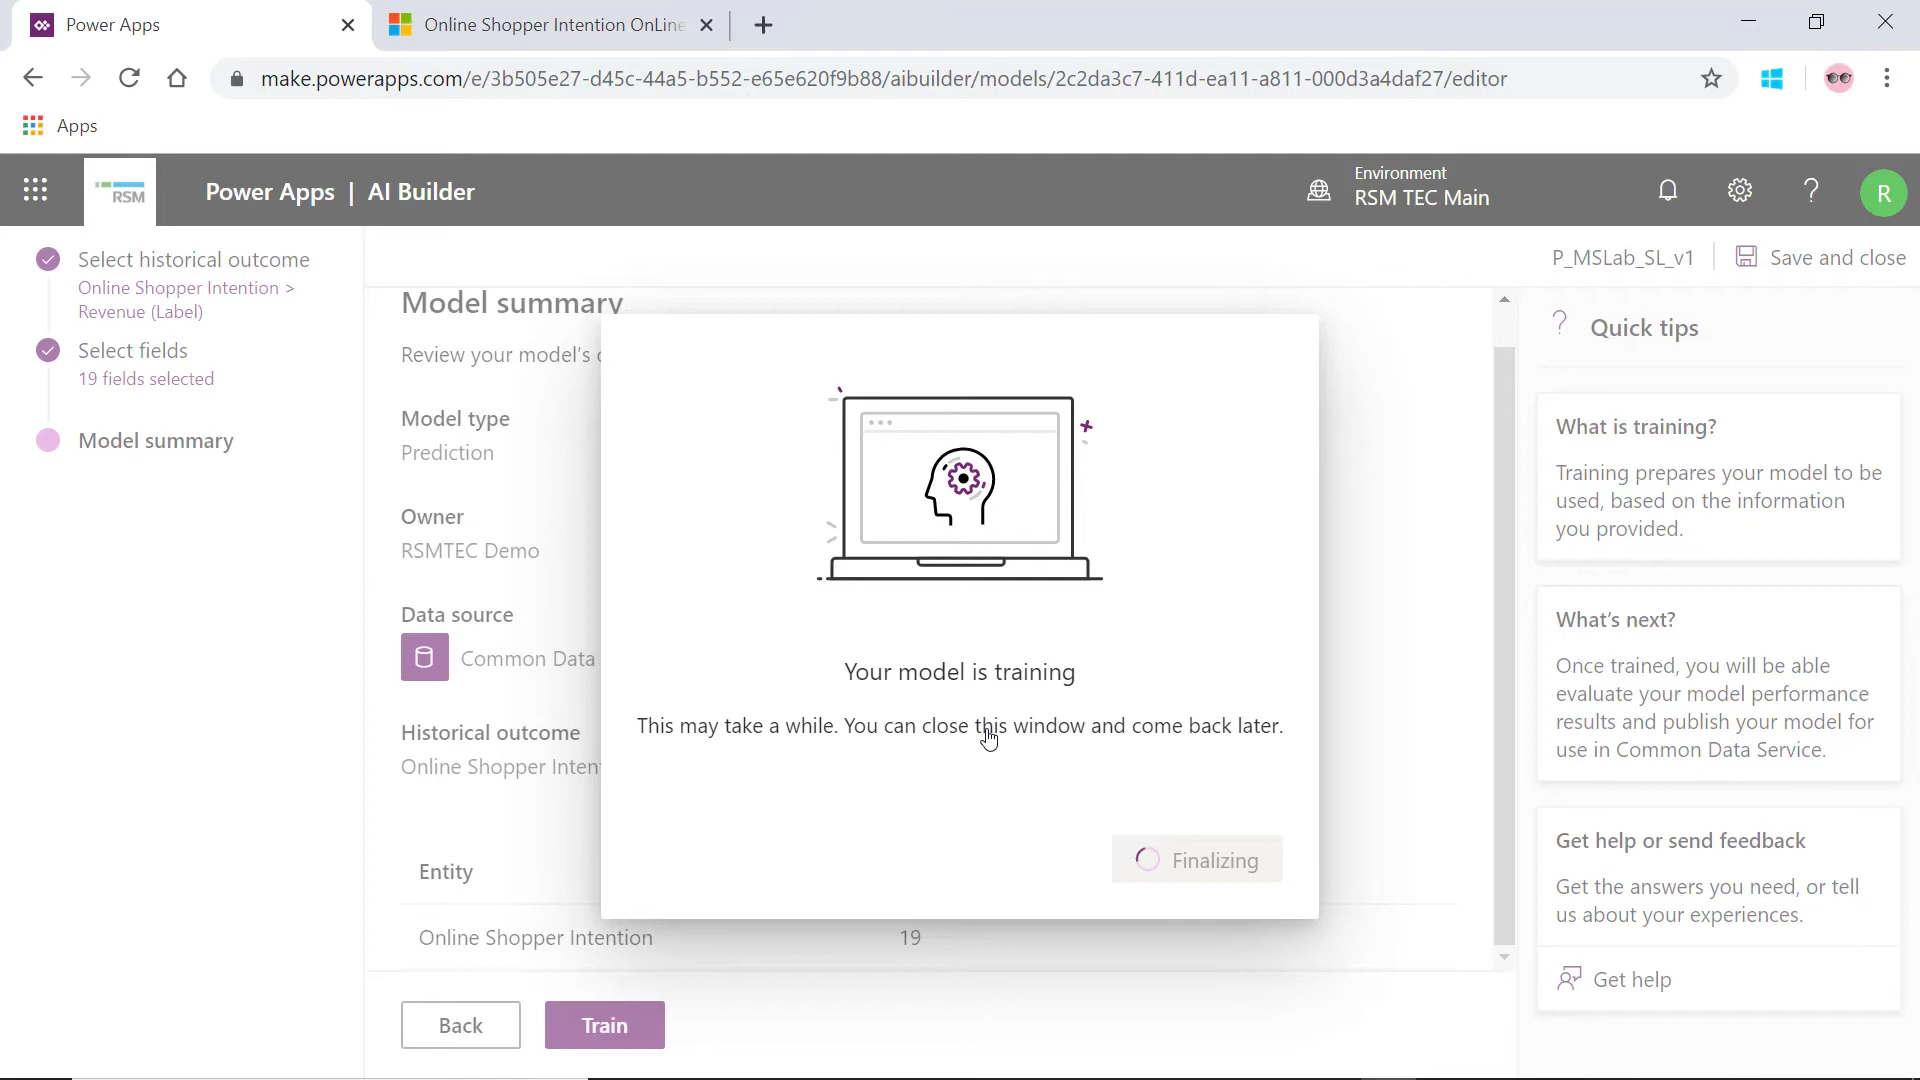 Power Apps
Online Shopper Intention OnLine
make.powerapps.com/e/3b505e27-d45c-44a5-b552-e65e620f9b88/aibuilder/models/2c2da3c7-411d-ea11-a811-000d3a4daf27/editor
Apps
RSM
Power Apps | AI Builder
Environment
RSM TEC Main
?
R
Select historical outcome
Online Shopper Intention >
Revenue (Label)
Select fields
19 fields selected
Model summary
P_MSLab_SL_v1
Save and close
Model summary
Review your model's
Model type
Prediction
Owner
RSMTEC Demo
Data source
Common Data
Historical outcome
Online Shopper Inten
Entity
Online Shopper Intention 19
Back
Train
Your model is training
This may take a while. You can close this window and come back later.
Finalizing
? Quick tips
What is training?
Training prepares your model to be
used, based on the information
you provided.
What's next?
Once trained, you will be able
evaluate your model performance
results and publish your model for
use in Common Data Service.
Get help or send feedback
Get the answers you need, or tell
us about your experiences.
Get help